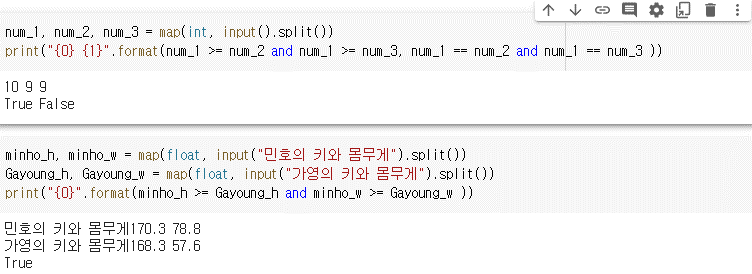 num_1, num_2, num_3 = map(int, input().split())
print("{0} {1}".format(num_1 >= num_2 and num_1 >= num_3, num_1 == num_2 and num_1 == num_3 ))
10 9 9
True False
minho_h, minho_w = map(float, input("민호의 키와 몸무게").split())
Gayoung_h, Gayoung_w = map(float, input("가영의 키와 몸무게").split())
print("{0}".format(minho_h >= Gayoung_h and minho_w >= Gayoung_w ))
민호의 키와 몸무게170.3 78.8
가영의 키와 몸무게168.3 57.6
True